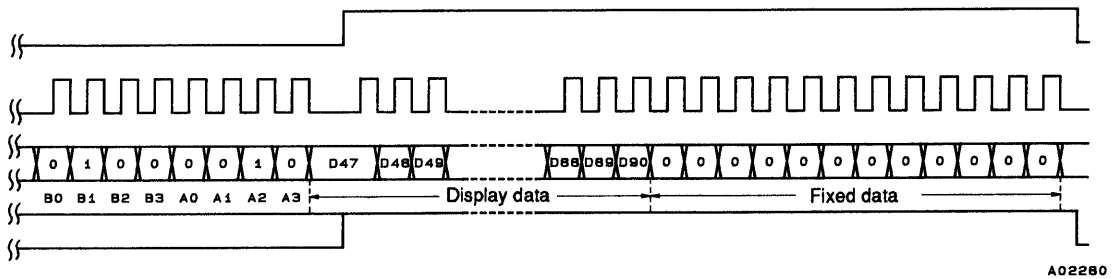 0 1 0 0 0 0 1 0 D47 D48 D49 D88 D89 D90 0 0 0 0 0 0 0 0 0 0 0 0
B0 B1 B2 B3 A0 A1 A2 A3 Display data Fixed data
A02260